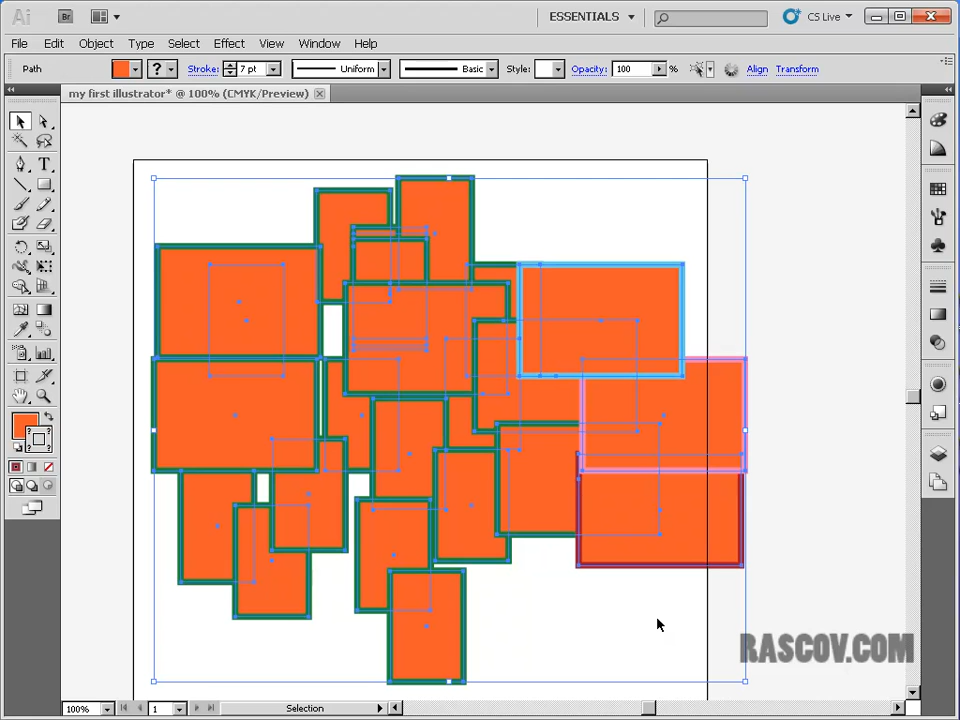 Ai Br ESSENTIALS CS Live
File Edit Object Type Select Effect View Window Help
Path ? Stroke: 7 pt Uniform Basic Style: Opacity: 100 % Align Transform
my first illustrator* @ 100% (CMYK/Preview)
T
? ?
? ?
RASCOV.COM
100% 1 Selection